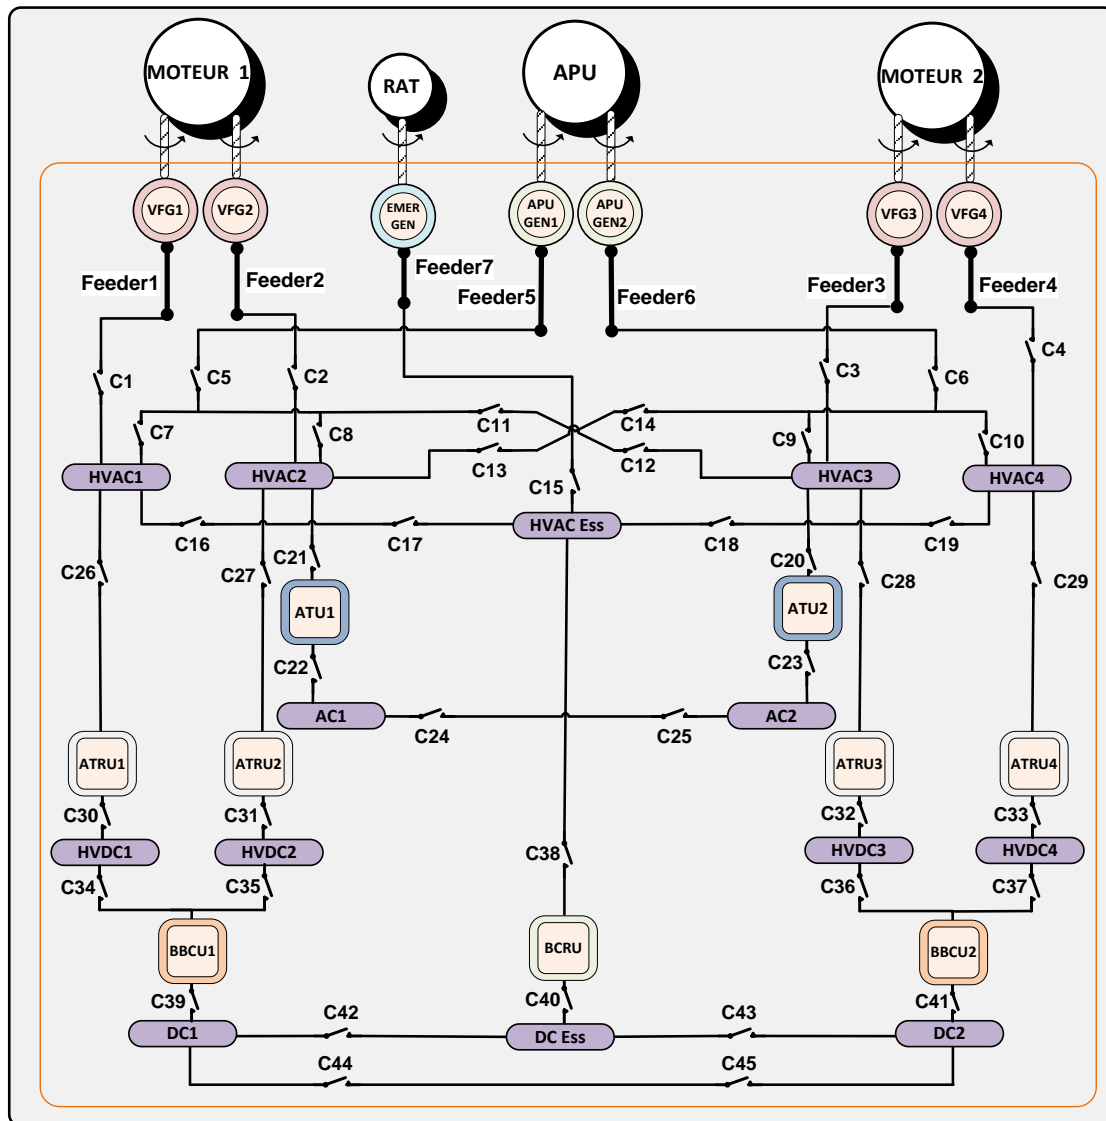 MOTEUR 1
RAT
APU
MOTEUR 2
VFG1
VFG2
EMER
GEN
APU
GEN1
APU
GEN2
VFG3
VFG4
Feeder1
Feeder2
Feeder7
Feeder5
Feeder6
Feeder3
Feeder4
C1
C5
C2
C3
C6
C4
C7
C8
C11
C14
C9
C10
C13
C12
HVAC1
HVAC2
C15
HVAC3
HVAC4
HVAC Ess
C16
C17
C18
C19
C26
C27
C21
C20
C28
C29
ATU1
ATU2
C22
C23
AC1
AC2
C24
C25
ATRU1
ATRU2
ATRU3
ATRU4
C30
C31
C32
C33
HVDC1
HVDC2
C38
HVDC3
HVDC4
C34
C35
C36
C37
BBCU1
BCRU
BBCU2
C39
C40
C41
C42
C43
DC1
DC Ess
DC2
C44
C45